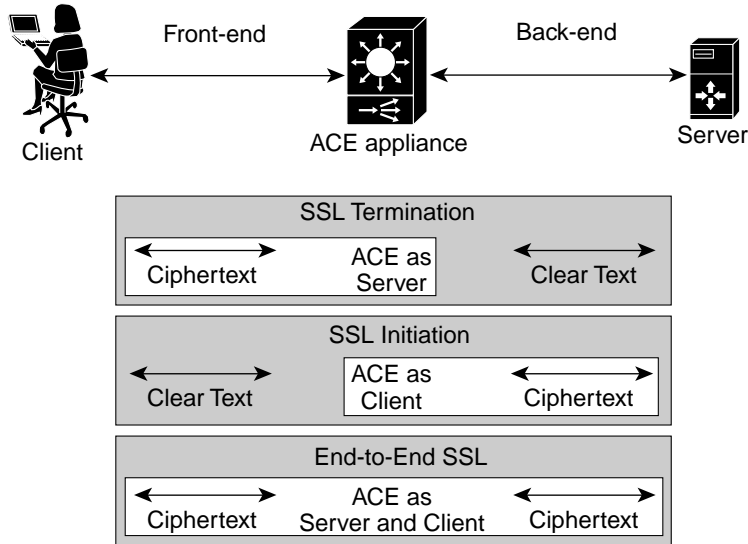 Front-end
Back-end
Client
ACE appliance
Server
SSL Termination
Ciphertext
ACE as
Server
Clear Text
SSL Initiation
Clear Text
ACE as
Client
Ciphertext
End-to-End SSL
Ciphertext
ACE as
Server and Client
Ciphertext